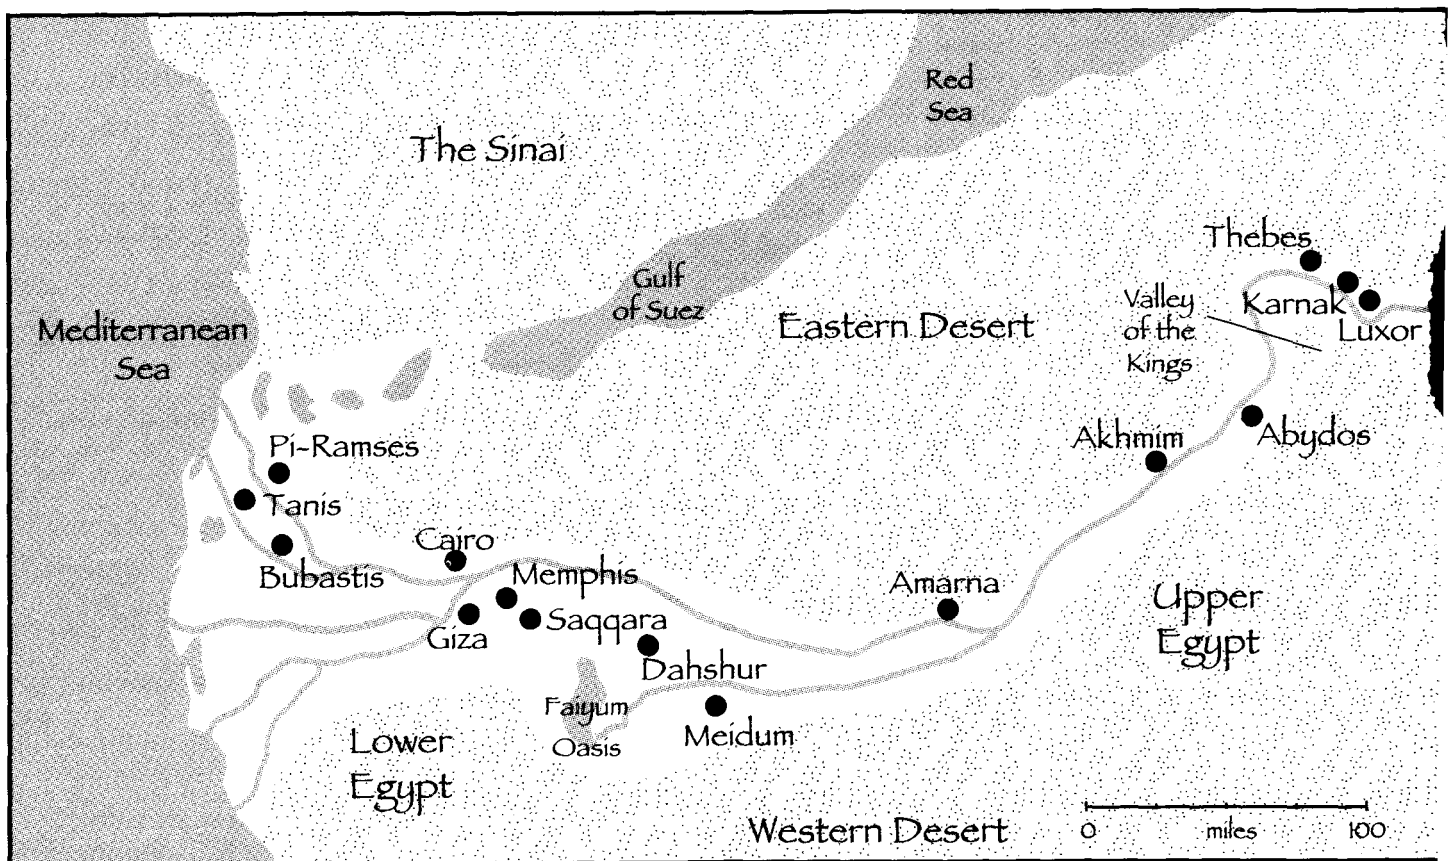 Red
Sea
The Sinai
Thebes
Gulf
of Suez
Valley
of the
Kings
Karnak
Luxor
Eastern Desert
Mediterranean
Sea
Pi-Ramses
Akhmim
Abydos
Tanis
Cairo
Bubastis
Memphis
Amarna
Upper
Egypt
Giza
Saqqara
Dahshur
Faiyum
Oasis
Meidum
Lower
Egypt
Western Desert
0 miles 100